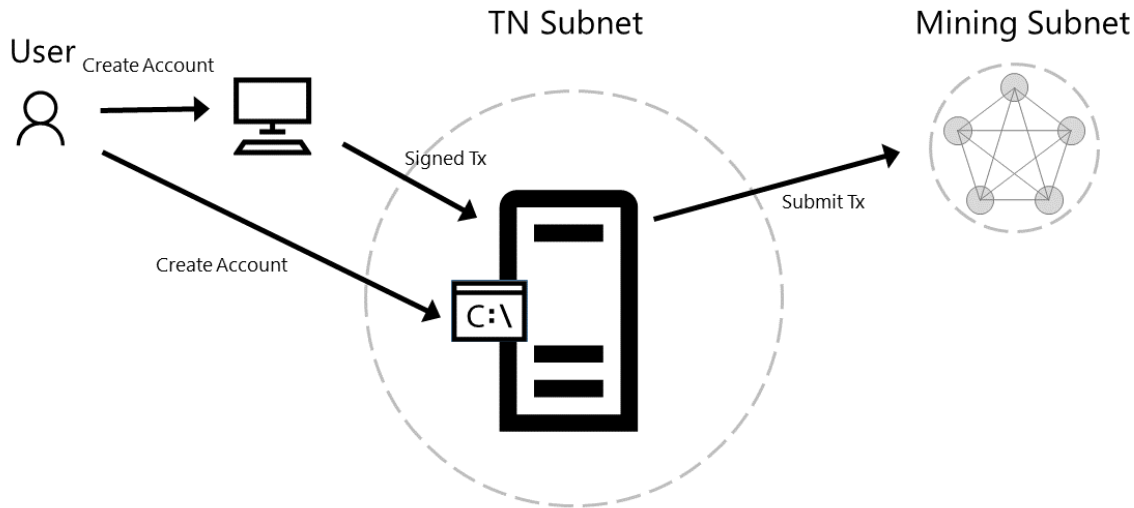 TN Subnet
Mining Subnet
User
Create Account
Signed Tx
Submit Tx
Create Account
C:\